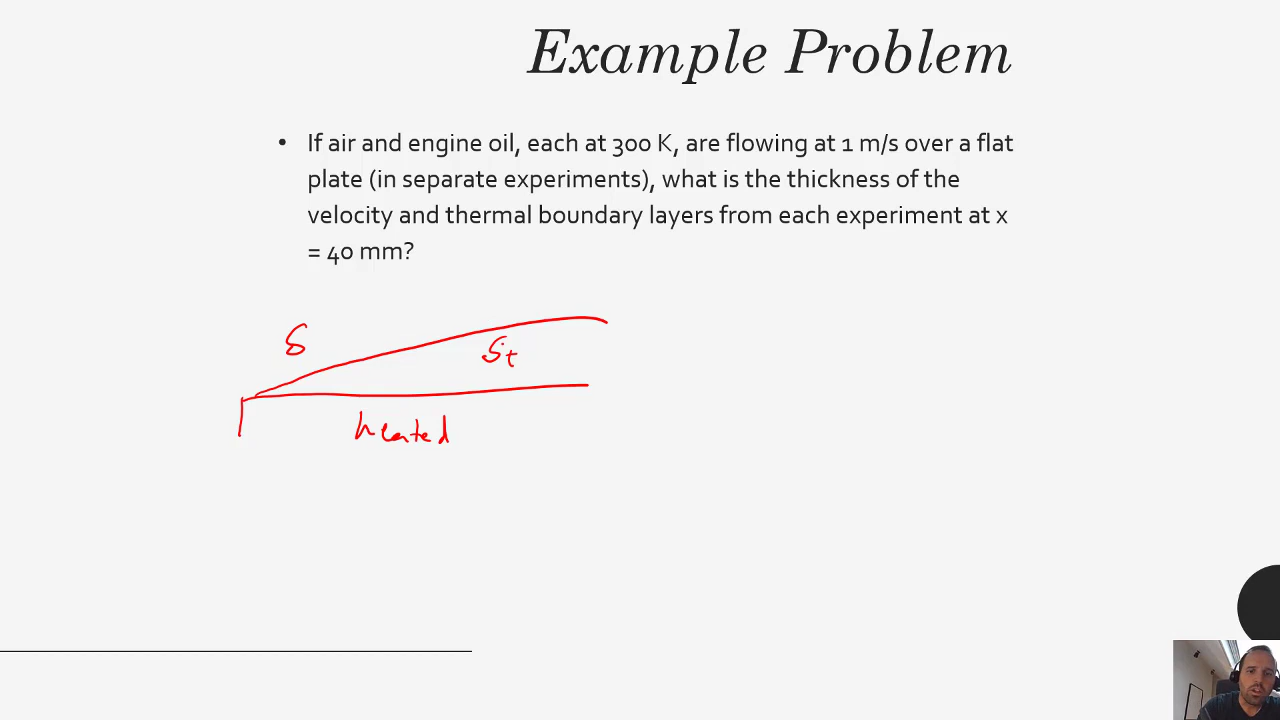 Example Problem
• If air and engine oil, each at 300 K, are flowing at 1 m/s over a flat
plate (in separate experiments), what is the thickness of the
velocity and thermal boundary layers from each experiment at x
= 40 mm?
δ
δt
heated